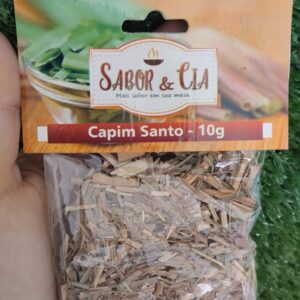 SABOR & CIA
Mais sabor em sua mesa.
Capim Santo - 10g